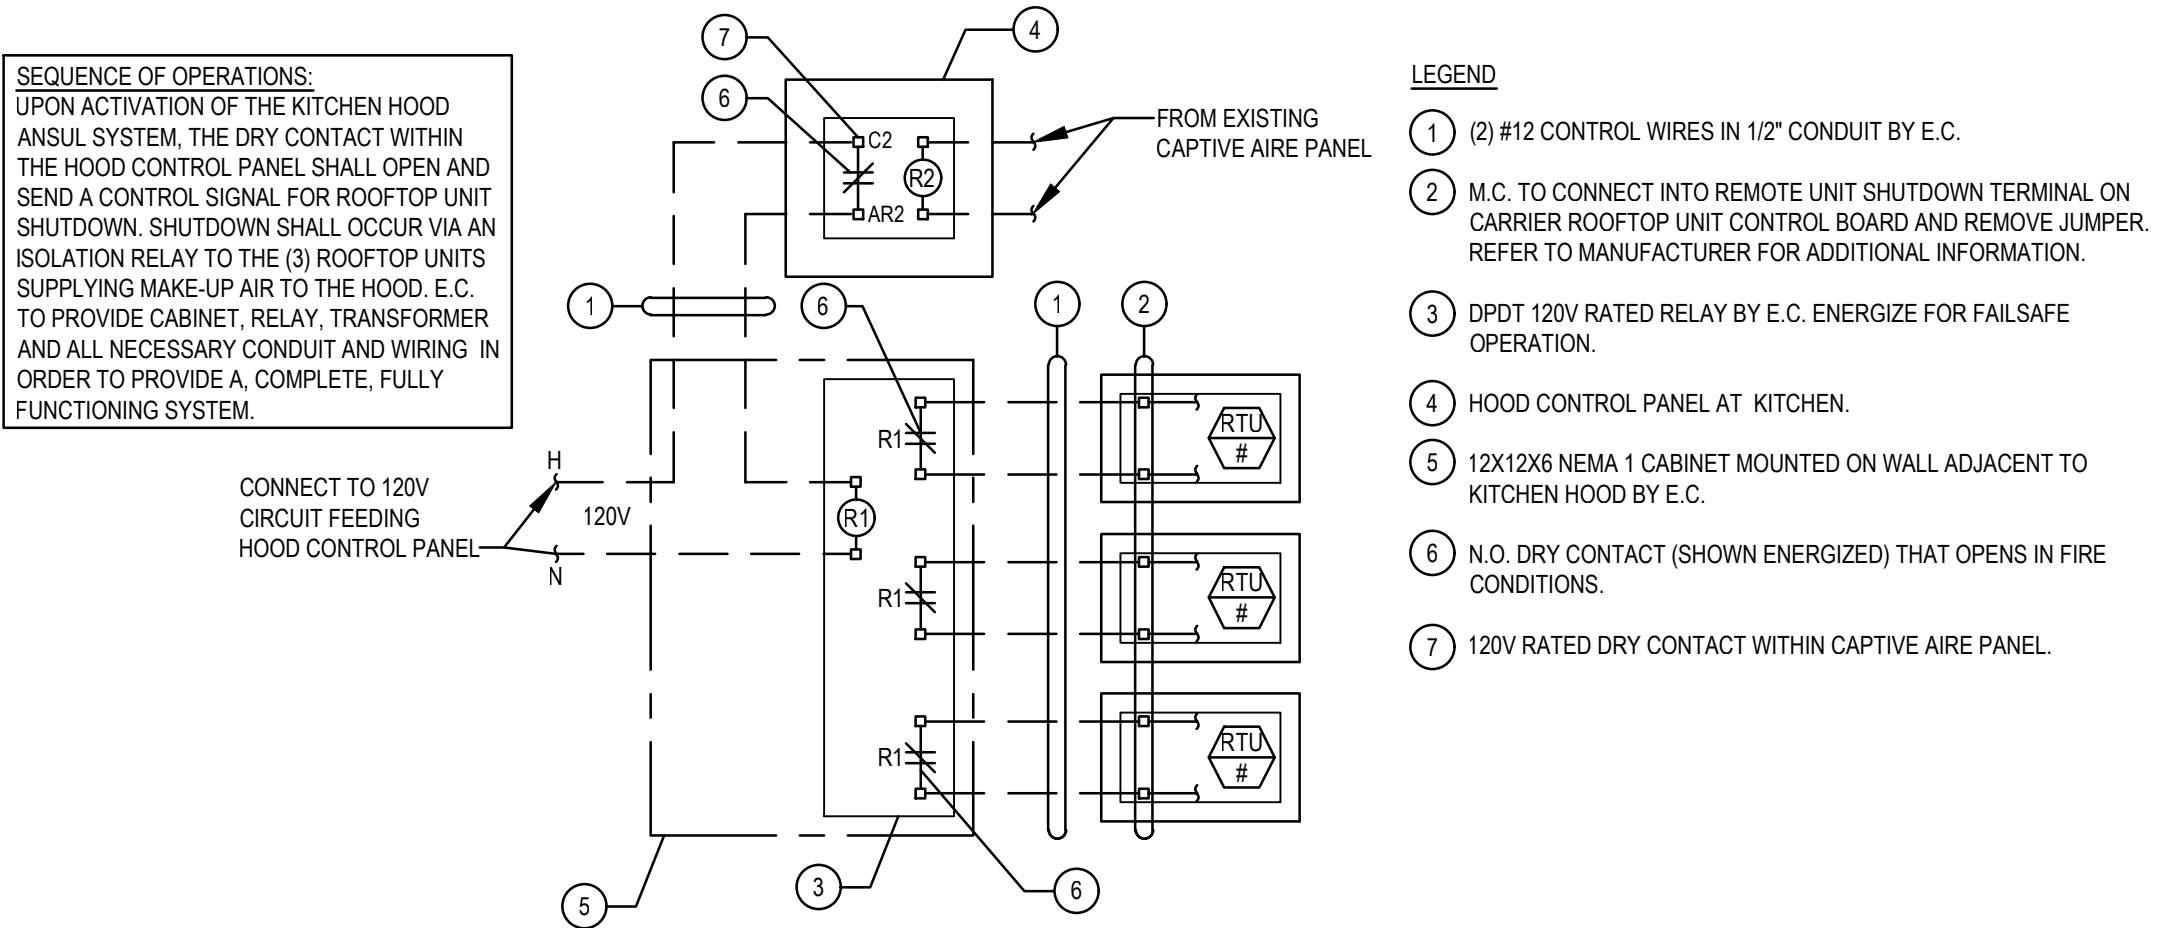 SEQUENCE OF OPERATIONS:
UPON ACTIVATION OF THE KITCHEN HOOD
ANSUL SYSTEM, THE DRY CONTACT WITHIN
THE HOOD CONTROL PANEL SHALL OPEN AND
SEND A CONTROL SIGNAL FOR ROOFTOP UNIT
SHUTDOWN. SHUTDOWN SHALL OCCUR VIA AN
ISOLATION RELAY TO THE (3) ROOFTOP UNITS
SUPPLYING MAKE-UP AIR TO THE HOOD. E.C.
TO PROVIDE CABINET, RELAY, TRANSFORMER
AND ALL NECESSARY CONDUIT AND WIRING IN
ORDER TO PROVIDE A, COMPLETE, FULLY
FUNCTIONING SYSTEM.
7
4
6
C2
R2
AR2
FROM EXISTING
CAPTIVE AIRE PANEL
1
6
1
2
R1
RTU
#
H
CONNECT TO 120V
CIRCUIT FEEDING
HOOD CONTROL PANEL
120V
N
R1
R1
RTU
#
R1
RTU
#
3
6
5
LEGEND
1 (2) #12 CONTROL WIRES IN 1/2" CONDUIT BY E.C.
2 M.C. TO CONNECT INTO REMOTE UNIT SHUTDOWN TERMINAL ON
CARRIER ROOFTOP UNIT CONTROL BOARD AND REMOVE JUMPER.
REFER TO MANUFACTURER FOR ADDITIONAL INFORMATION.
3 DPDT 120V RATED RELAY BY E.C. ENERGIZE FOR FAILSAFE
OPERATION.
4 HOOD CONTROL PANEL AT KITCHEN.
5 12X12X6 NEMA 1 CABINET MOUNTED ON WALL ADJACENT TO
KITCHEN HOOD BY E.C.
6 N.O. DRY CONTACT (SHOWN ENERGIZED) THAT OPENS IN FIRE
CONDITIONS.
7 120V RATED DRY CONTACT WITHIN CAPTIVE AIRE PANEL.